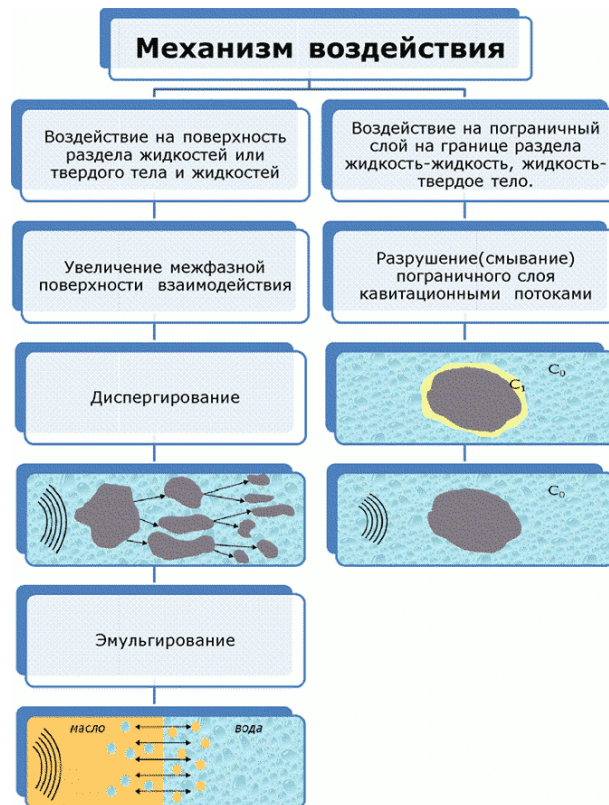 Механизм воздействия
Воздействие на поверхность
раздела жидкостей или
твердого тела и жидкостей
Увеличение межфазной
поверхности взаимодействия
Диспергирование
Эмульгирование
масло
вода
Воздействие на пограничный
слой на границе раздела
жидкость-жидкость, жидкость-
твердое тело.
Разрушение(смывание)
пограничного слоя
кавитационными потоками
C₀
C₁
C₀